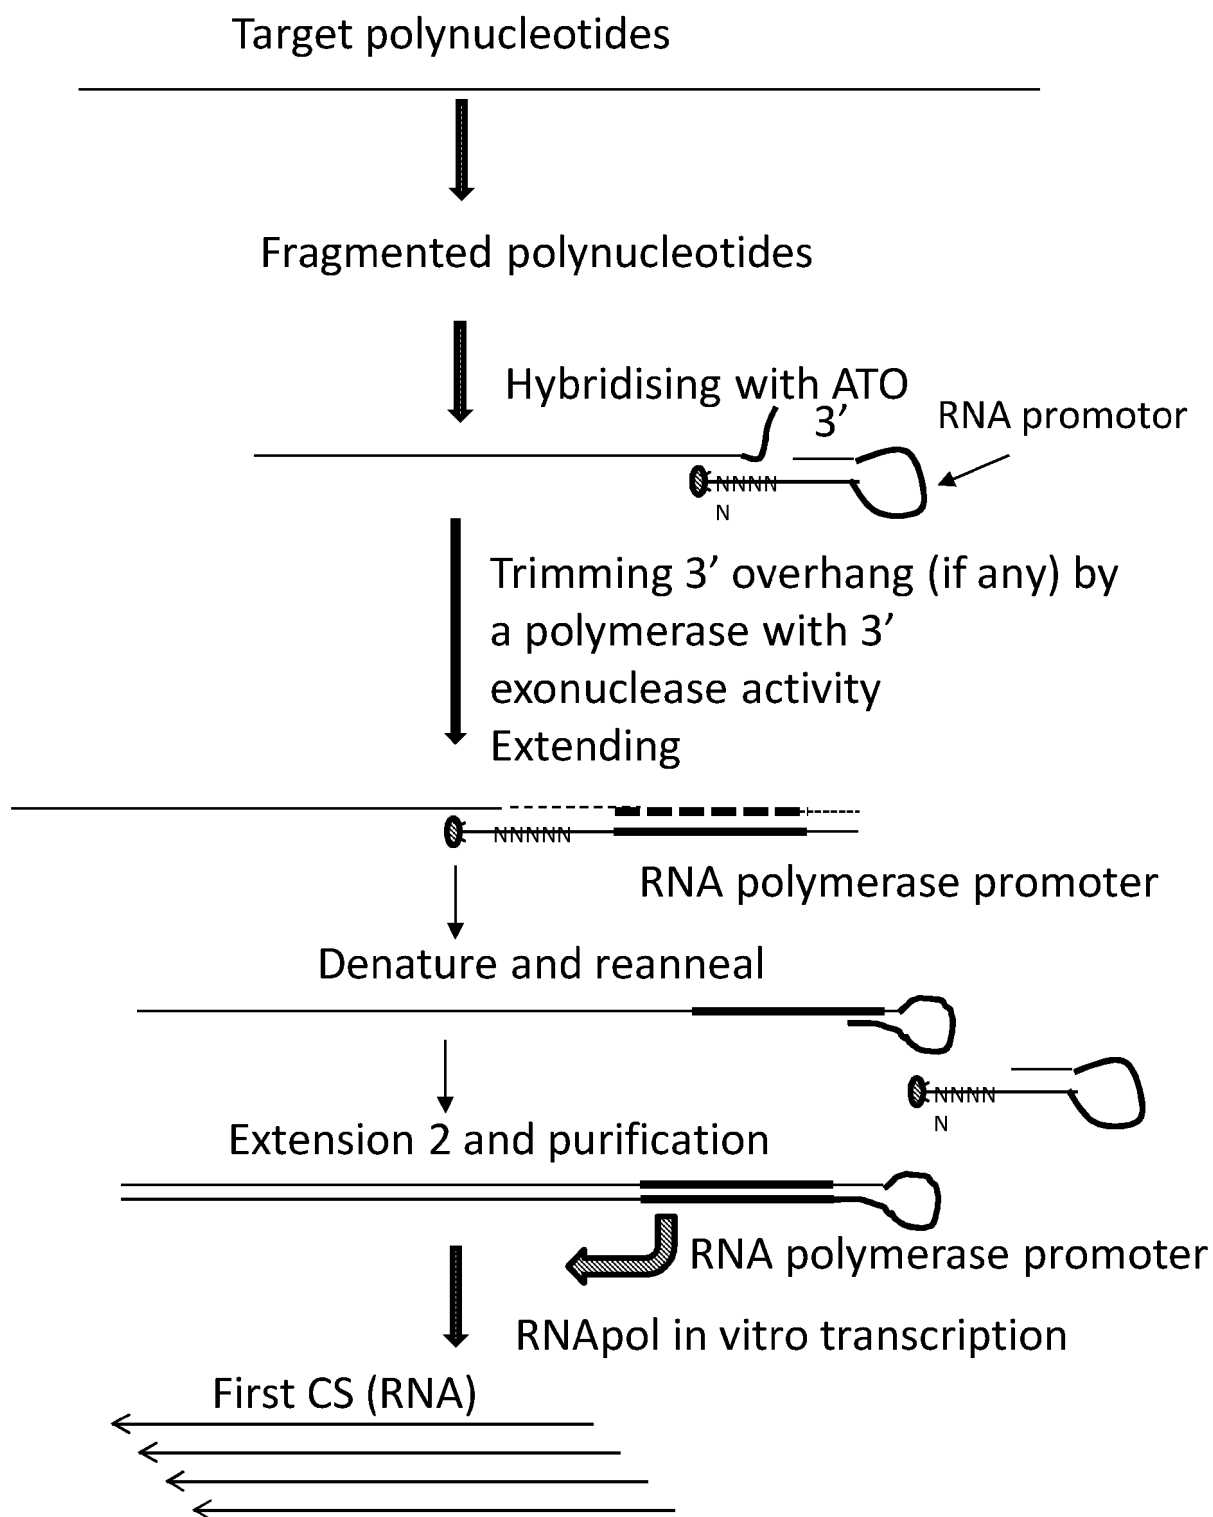 Target polynucleotides
Fragmented polynucleotides
Hybridising with ATO
3’
RNA promotor
NNNN
N
Trimming 3’ overhang (if any) by
a polymerase with 3’
exonuclease activity
Extending
NNNNN
RNA polymerase promoter
Denature and reanneal
NNNN
N
Extension 2 and purification
RNA polymerase promoter
RNApol in vitro transcription
First CS (RNA)